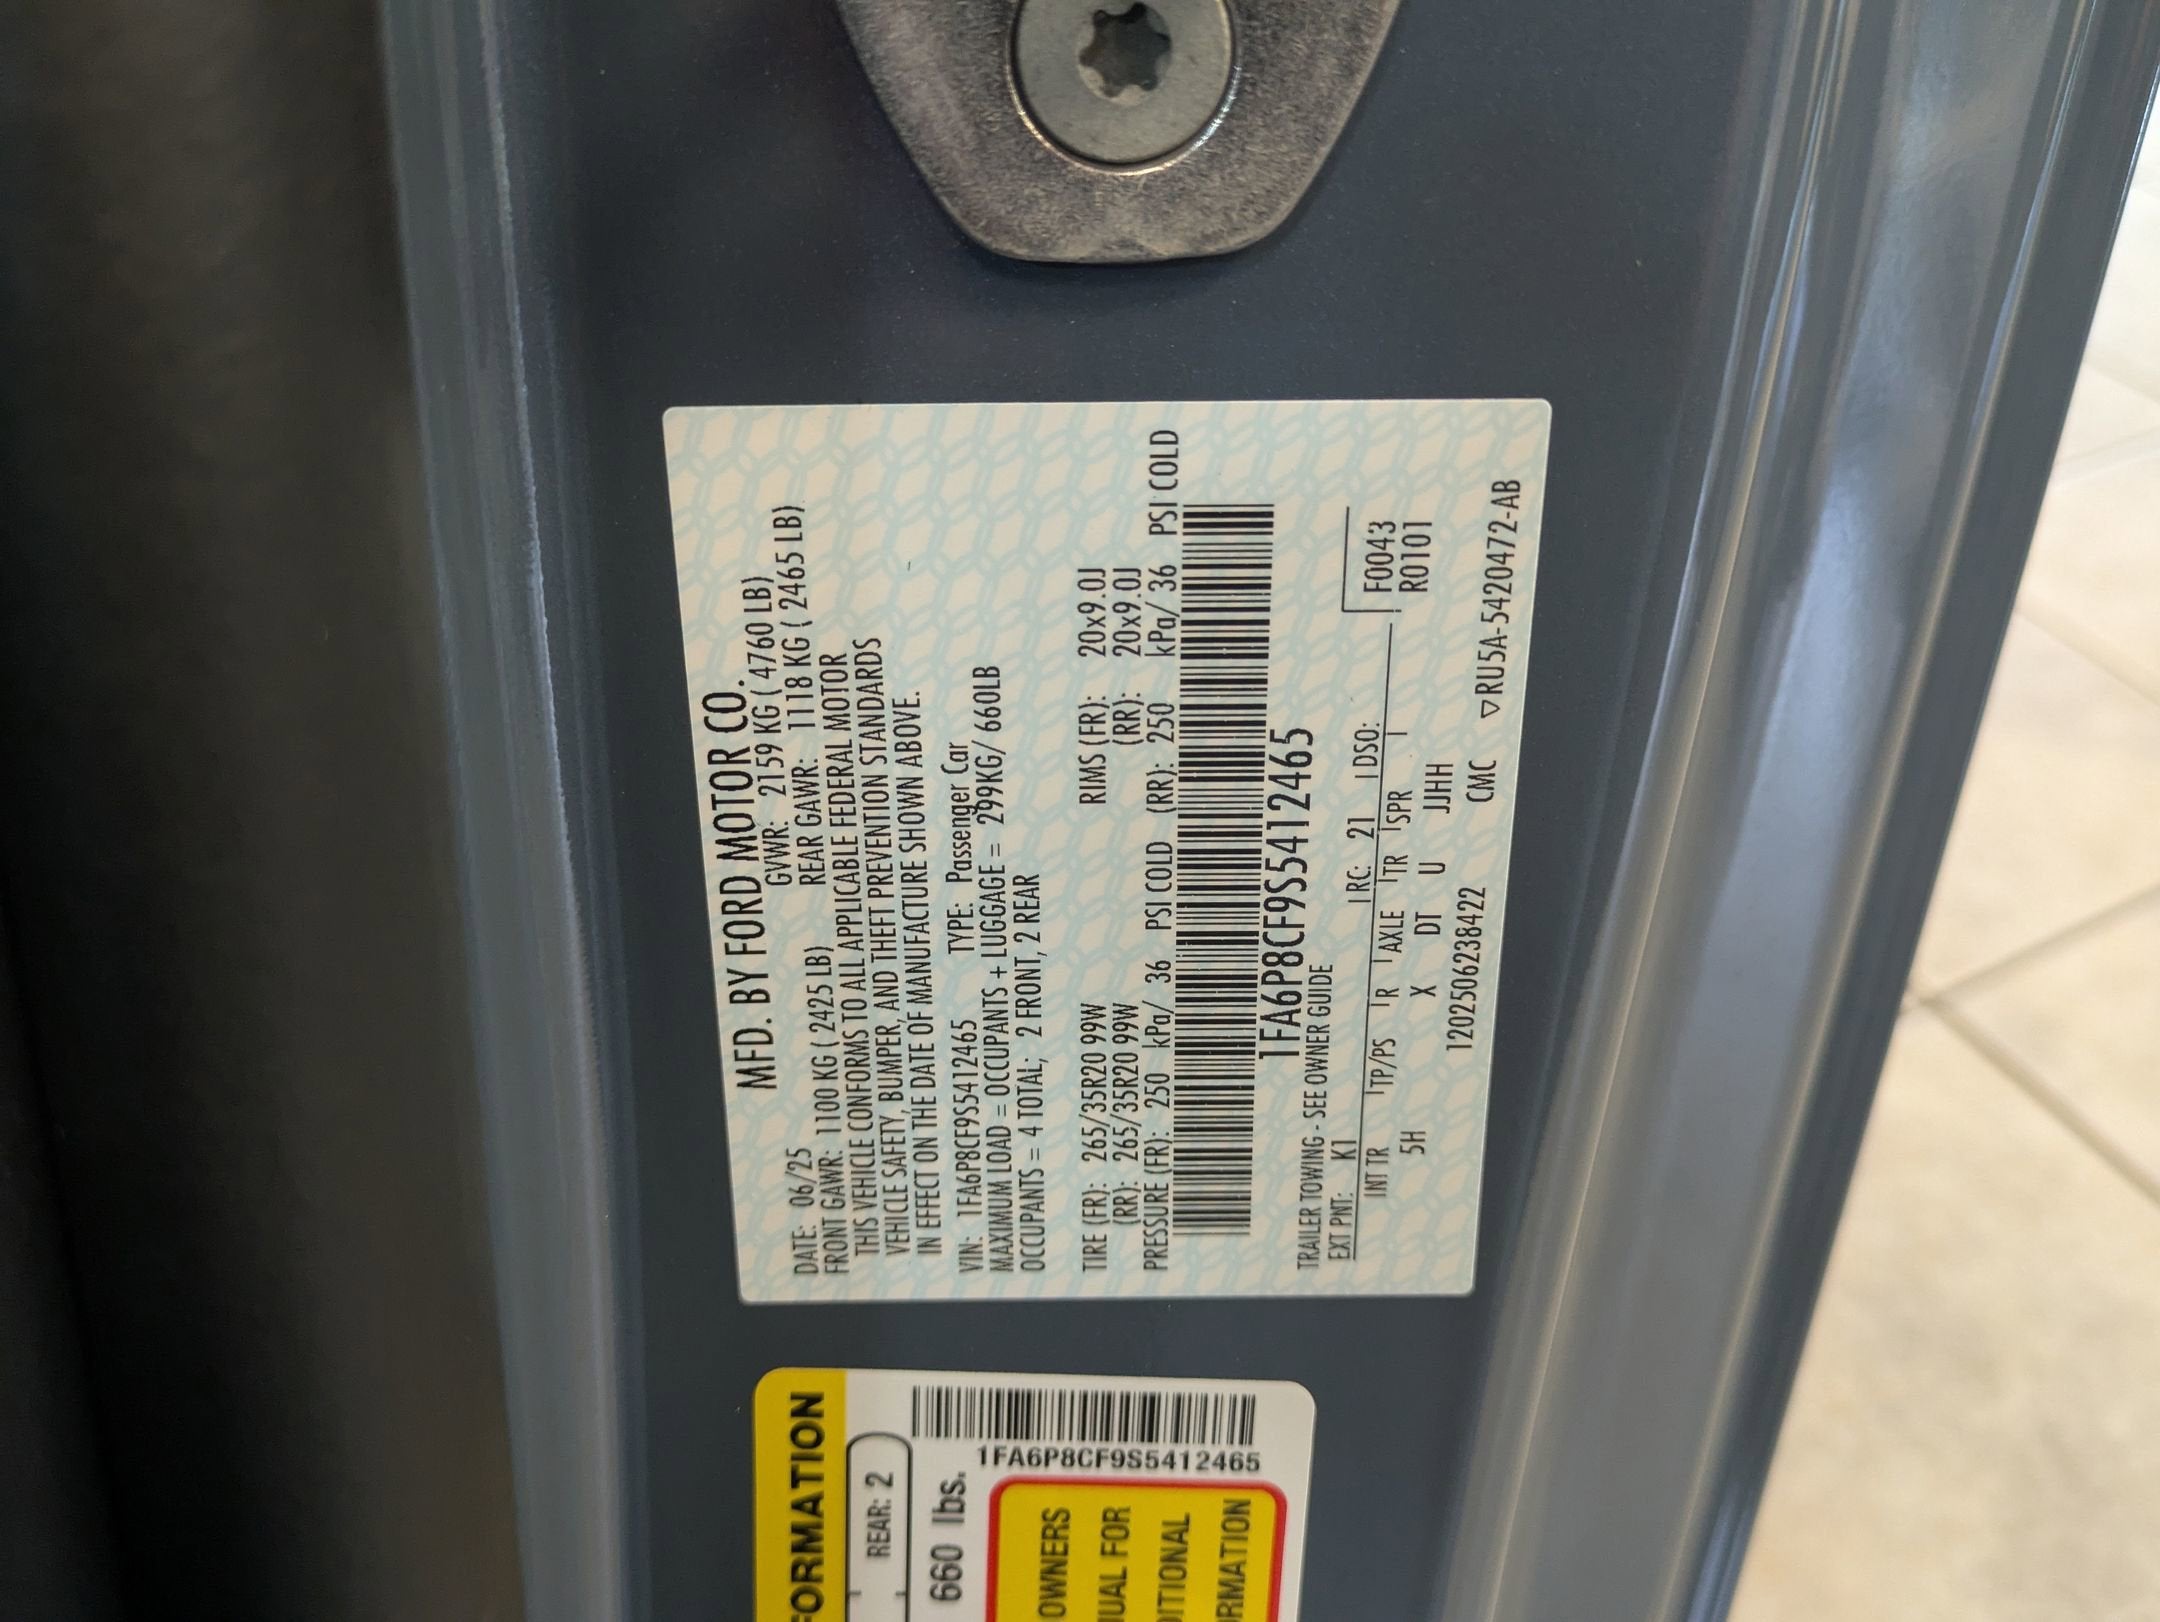 MFD. BY FORD MOTOR CO.
DATE: 06/25 GVWR: 2159 KG ( 4760 LB)
FRONT GAWR: 1100 KG ( 2425 LB) REAR GAWR: 1118 KG ( 2465 LB)
THIS VEHICLE CONFORMS TO ALL APPLICABLE FEDERAL MOTOR
VEHICLE SAFETY, BUMPER, AND THEFT PREVENTION STANDARDS
IN EFFECT ON THE DATE OF MANUFACTURE SHOWN ABOVE.
VIN: 1FA6P8CF9S5412465 TYPE: Passenger Car
MAXIMUM LOAD = OCCUPANTS + LUGGAGE = 299KG/ 660LB
OCCUPANTS = 4 TOTAL; 2 FRONT, 2 REAR
TIRE (FR): 265/35R20 99W RIMS (FR): 20x9.0J
(RR): 265/35R20 99W (RR): 20x9.0J
PRESSURE (FR): 250 kPa/ 36 PSI COLD (RR): 250 kPa/ 36 PSI COLD
1FA6P8CF9S5412465
TRAILER TOWING - SEE OWNER GUIDE
EXT PNT: K1 RC: 21 DSO: F0043
R0101
INT TR TP/PS R AXLE TR SPR
5H X DT U JJHH
1202506238422 CMC ▽RU5A-5420472-AB
FORMATION
REAR: 2
660 lbs.
1FA6P8CF9S5412465
OWNERS
UAL FOR
DITIONAL
RMATION